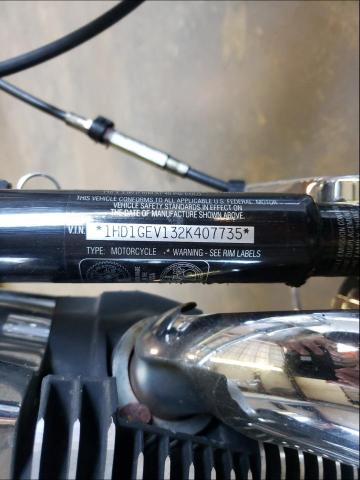 THIS VEHICLE CONFORMS TO ALL APPLICABLE U.S. FEDERAL MOTOR
VEHICLE SAFETY STANDARDS IN EFFECT ON
THE DATE OF MANUFACTURE SHOWN ABOVE.
V.I.N. *1HD1GEV132K407735*
TYPE: MOTORCYCLE * WARNING - SEE RIM LABELS